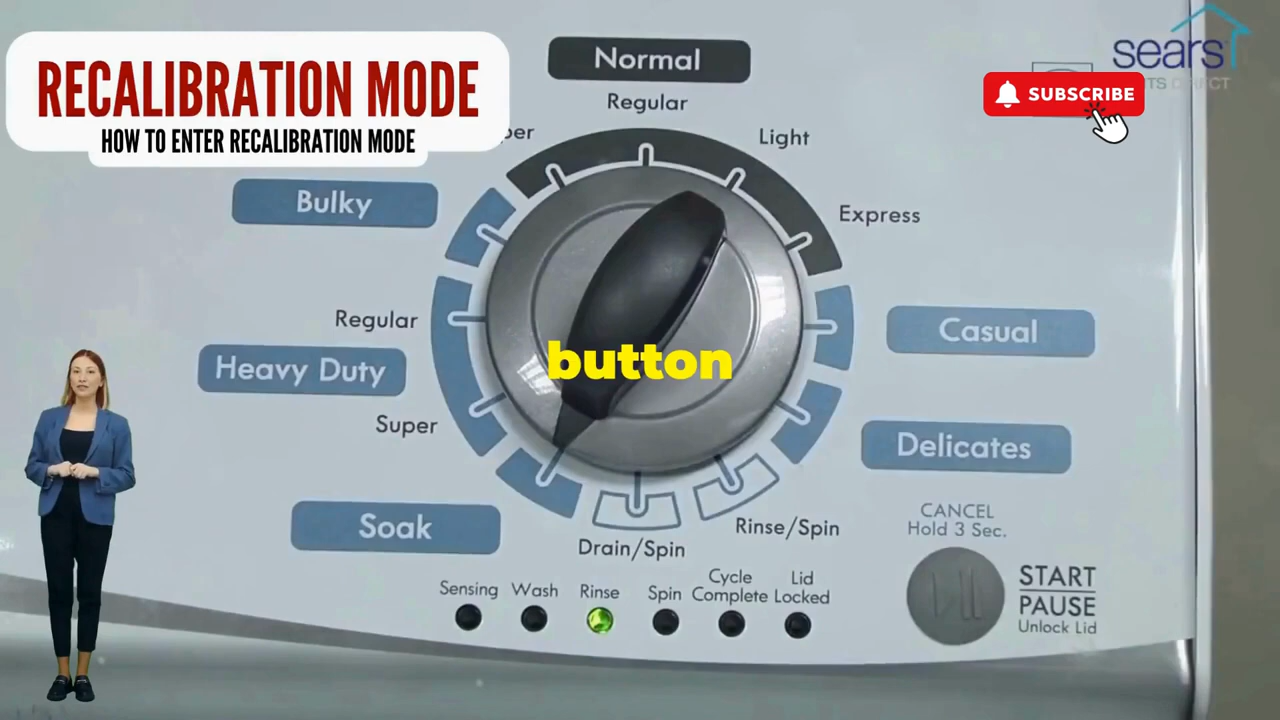 RECALIBRATION MODE
HOW TO ENTER RECALIBRATION MODE
sears
DIRECT
SUBSCRIBE
Normal
Regular
Light
Express
Bulky
Regular
Heavy Duty
Super
button
Casual
Delicates
Soak
Drain/Spin
Rinse/Spin
CANCEL
Hold 3 Sec.
START
PAUSE
Unlock Lid
Sensing
Wash
Rinse
Spin
Cycle
Complete
Lid
Locked